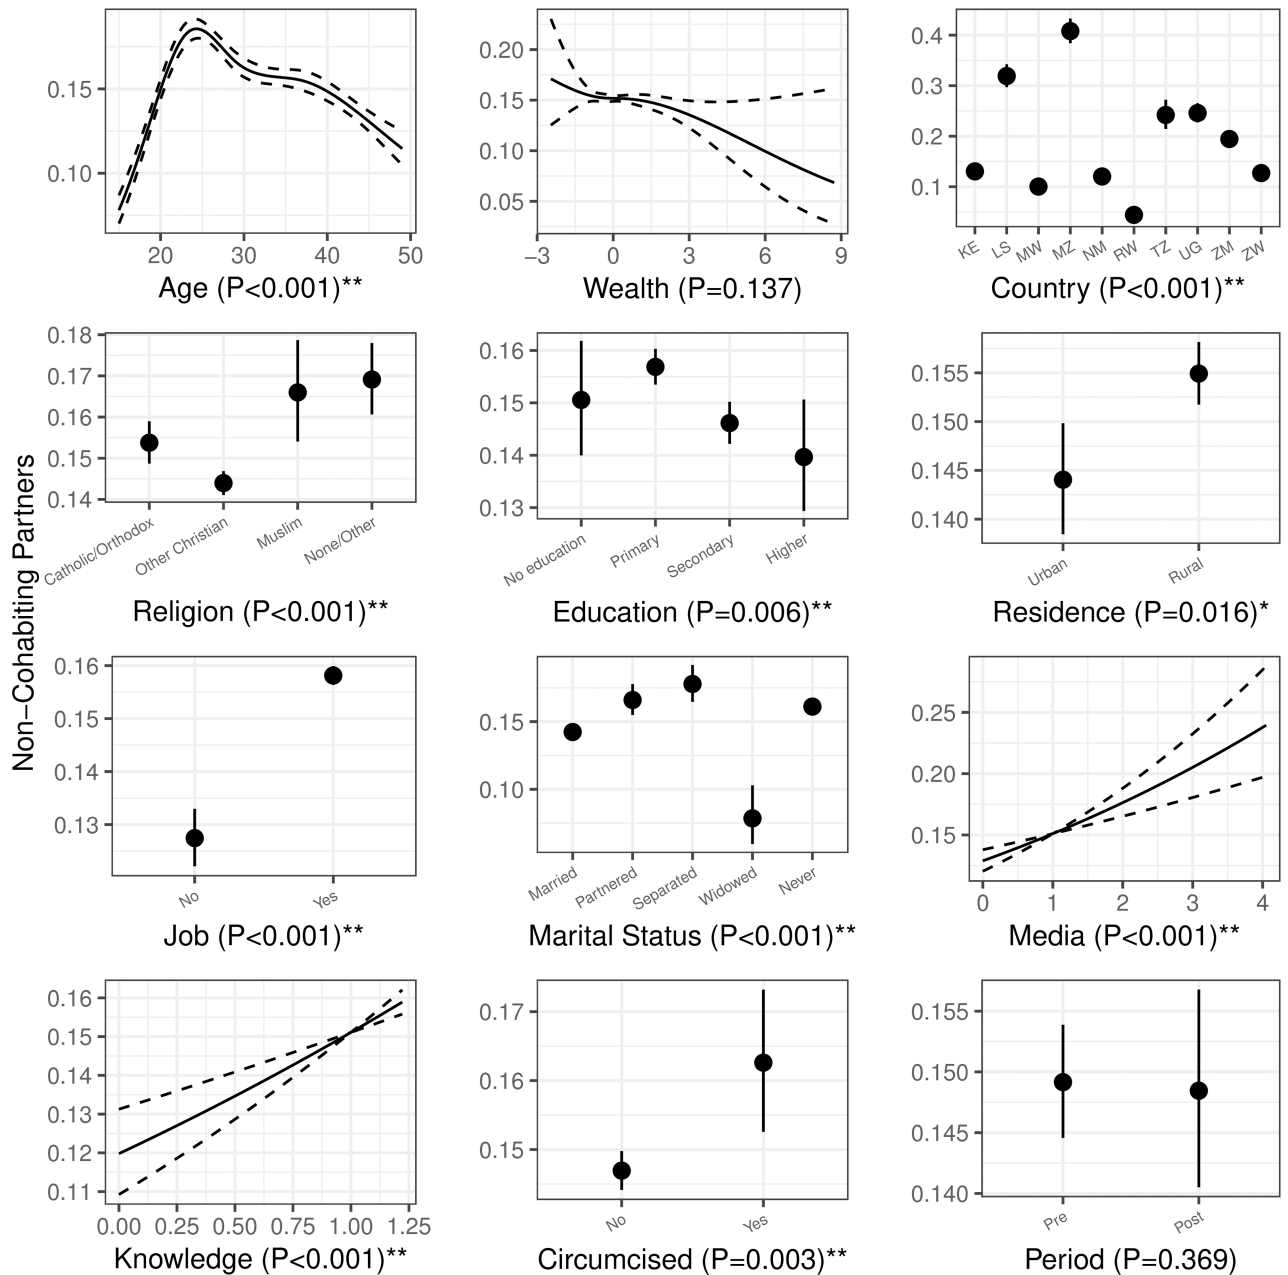 Non−Cohabiting Partners
0.15
0.10
20 30 40 50
Age (P<0.001)**
0.20
0.15
0.10
0.05
−3 0 3 6 9
Wealth (P=0.137)
0.4
0.3
0.2
0.1
KE LS MW MZ NM RW TZ UG ZM ZW
Country (P<0.001)**
0.18
0.17
0.16
0.15
0.14
Catholic/Orthodox Other Christian Muslim None/Other
Religion (P<0.001)**
0.16
0.15
0.14
0.13
No education Primary Secondary Higher
Education (P=0.006)**
0.155
0.150
0.145
0.140
Urban Rural
Residence (P=0.016)*
0.16
0.15
0.14
0.13
No Yes
Job (P<0.001)**
0.15
0.10
Married Partnered Separated Widowed Never
Marital Status (P<0.001)**
0.25
0.20
0.15
0 1 2 3 4
Media (P<0.001)**
0.16
0.15
0.14
0.13
0.12
0.11
0.00 0.25 0.50 0.75 1.00 1.25
Knowledge (P<0.001)**
0.17
0.16
0.15
No Yes
Circumcised (P=0.003)**
0.155
0.150
0.145
0.140
Pre Post
Period (P=0.369)